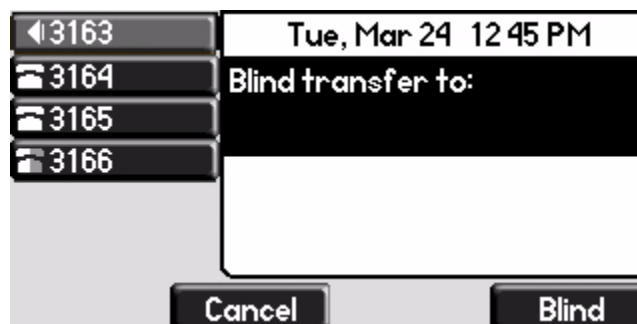 3163
Tue, Mar 24 12 45 PM
3164
Blind transfer to:
3165
3166
Cancel
Blind